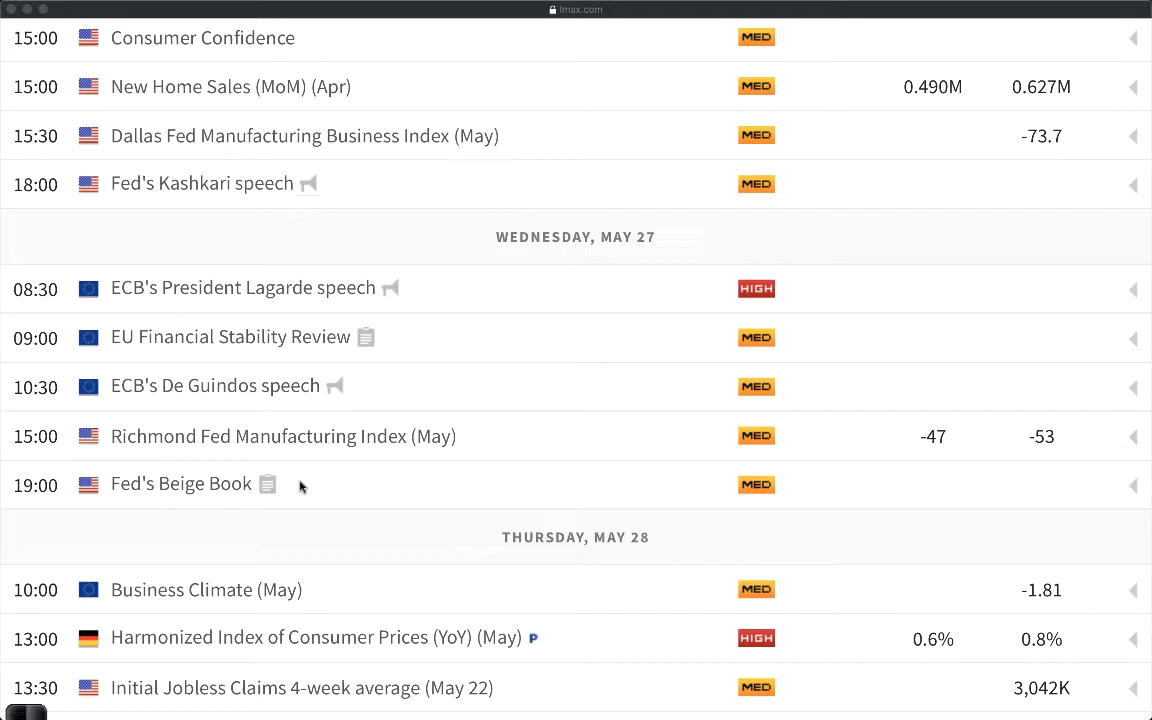 lmax.com
15:00 Consumer Confidence MED
15:00 New Home Sales (MoM) (Apr) MED 0.490M 0.627M
15:30 Dallas Fed Manufacturing Business Index (May) MED -73.7
18:00 Fed's Kashkari speech MED
WEDNESDAY, MAY 27
08:30 ECB's President Lagarde speech HIGH
09:00 EU Financial Stability Review MED
10:30 ECB's De Guindos speech MED
15:00 Richmond Fed Manufacturing Index (May) MED -47 -53
19:00 Fed's Beige Book MED
THURSDAY, MAY 28
10:00 Business Climate (May) MED -1.81
13:00 Harmonized Index of Consumer Prices (YoY) (May) P HIGH 0.6% 0.8%
13:30 Initial Jobless Claims 4-week average (May 22) MED 3,042K